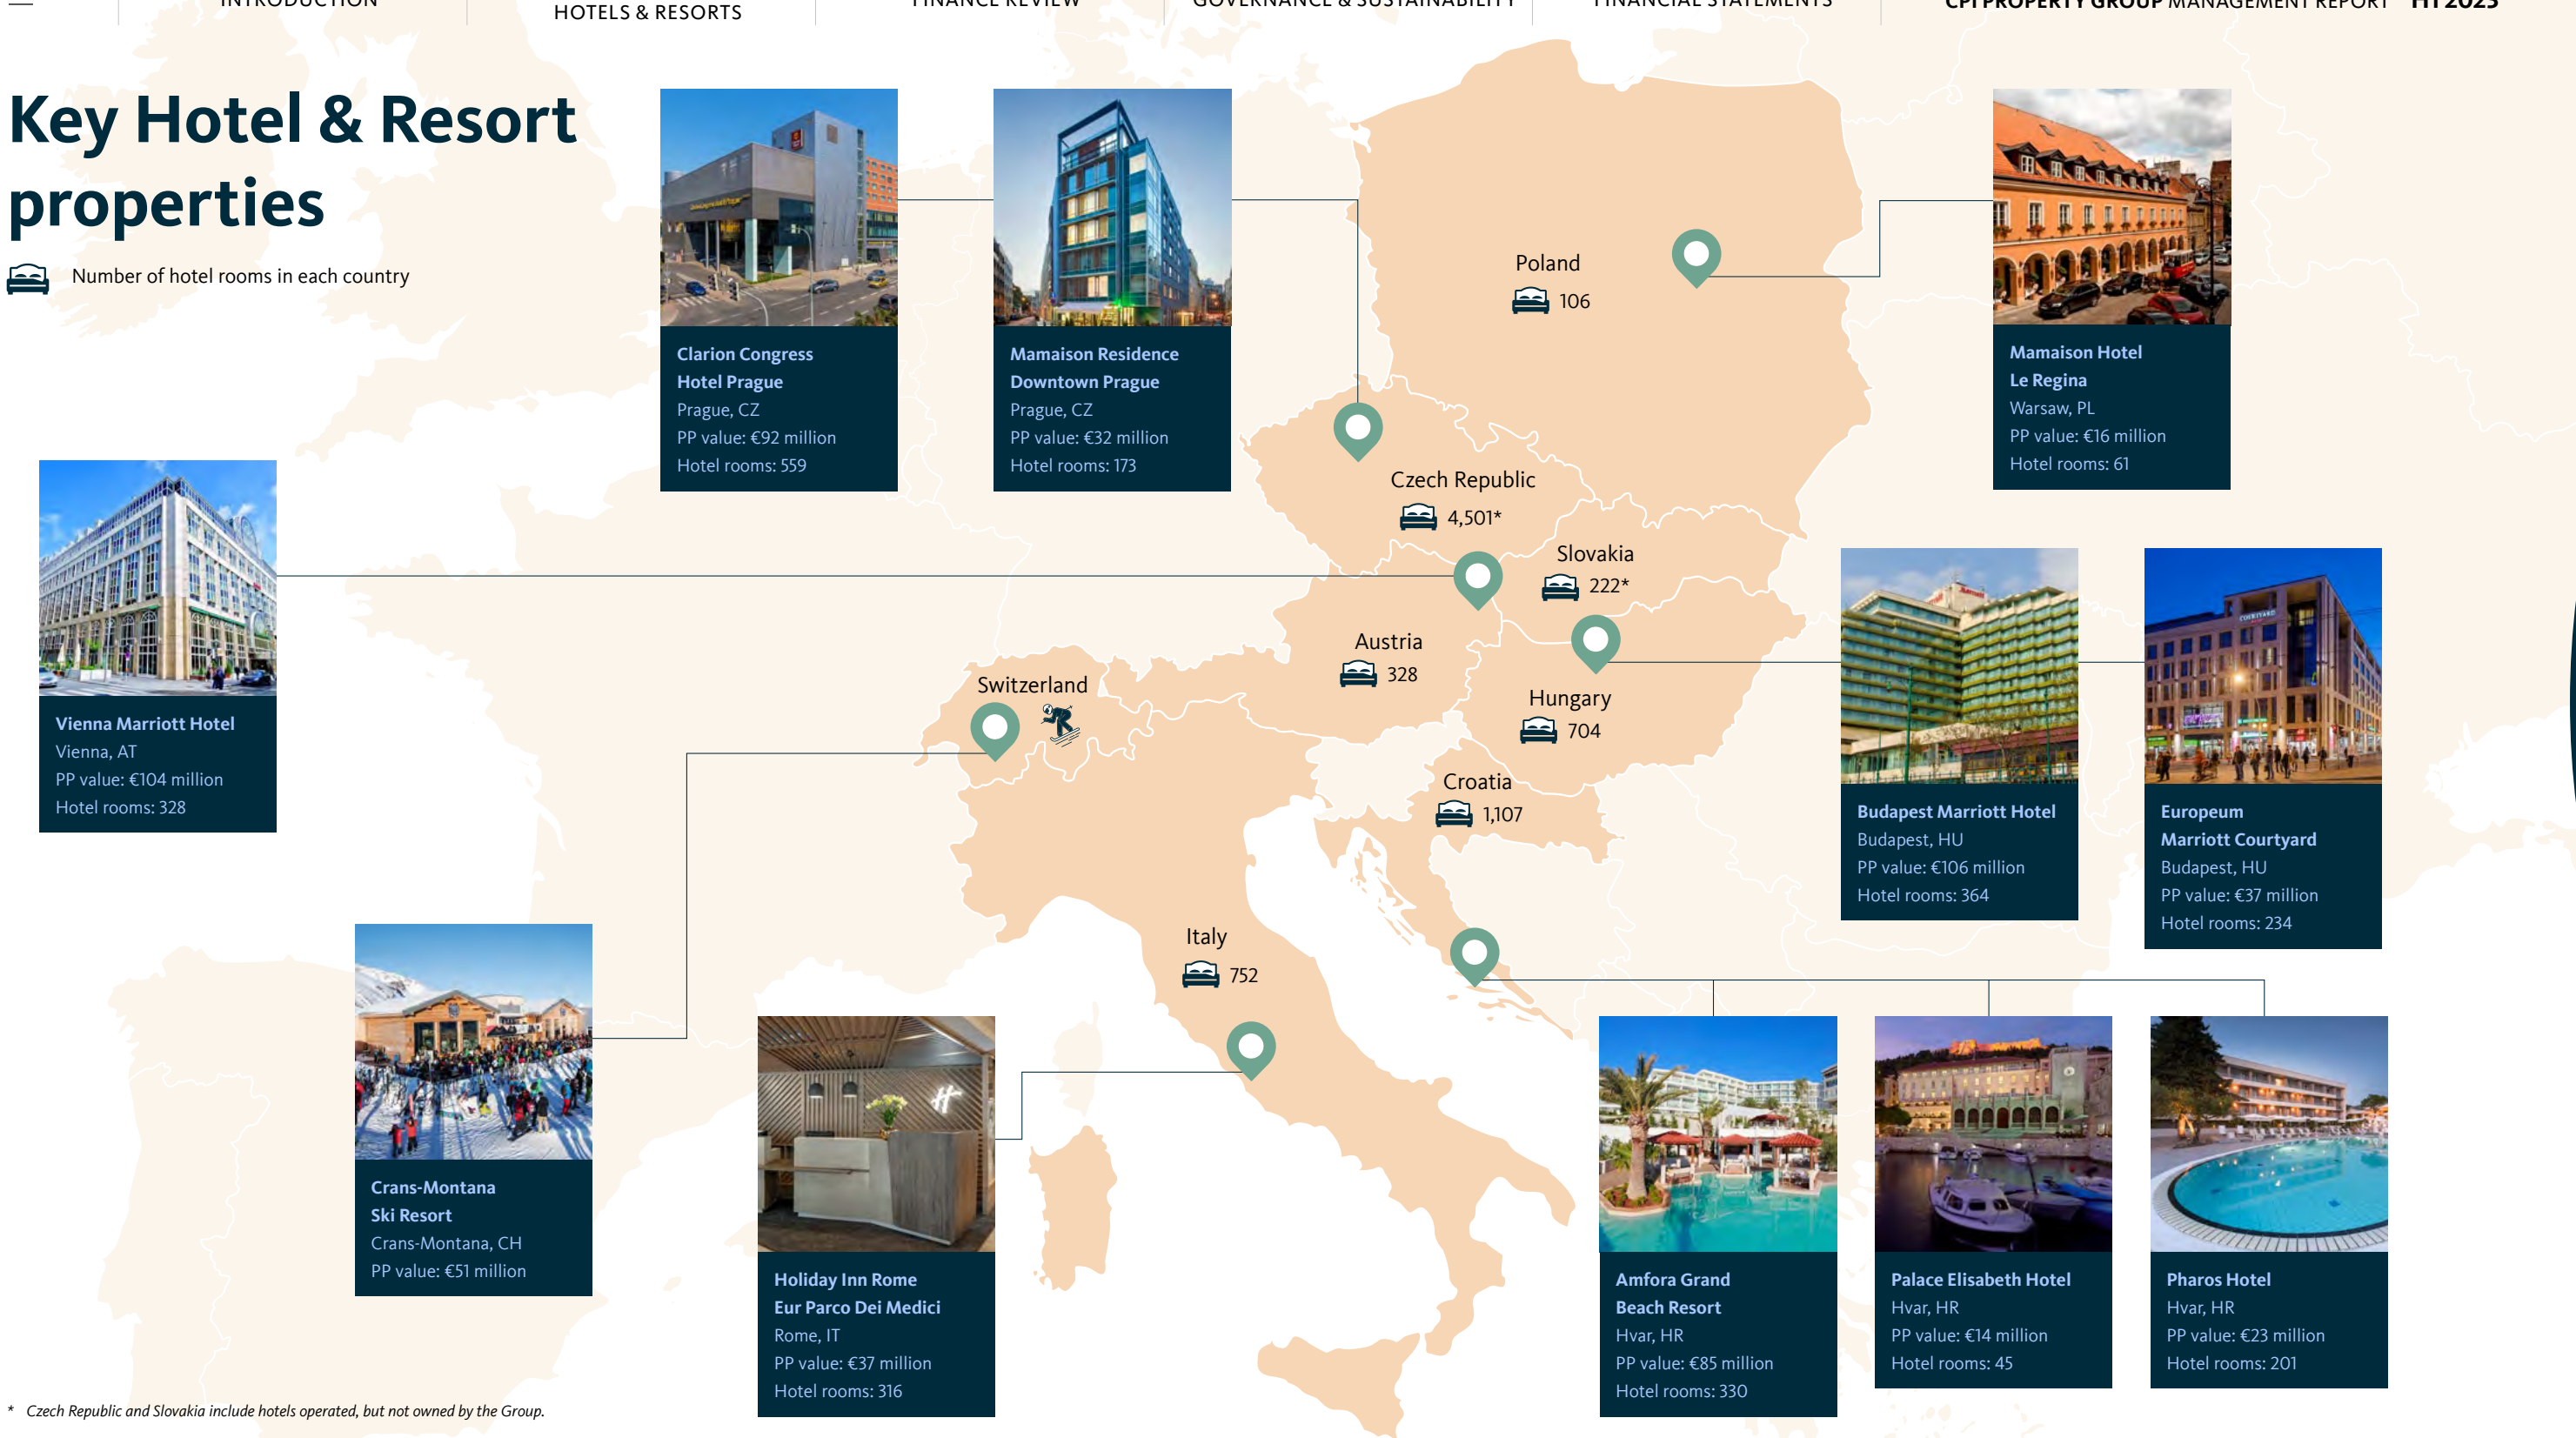 INTRODUCTION
HOTELS & RESORTS
FINANCE REVIEW
GOVERNANCE & SUSTAINABILITY
FINANCIAL STATEMENTS
CPI PROPERTY GROUP MANAGEMENT REPORT H1 2023
Key Hotel & Resort
properties
Number of hotel rooms in each country
Clarion Congress
Hotel Prague
Prague, CZ
PP value: €92 million
Hotel rooms: 559
Mamaison Residence
Downtown Prague
Prague, CZ
PP value: €32 million
Hotel rooms: 173
Mamaison Hotel
Le Regina
Warsaw, PL
PP value: €16 million
Hotel rooms: 61
Poland
106
Czech Republic
4,501*
Slovakia
222*
Austria
328
Hungary
704
Switzerland
Croatia
1,107
Italy
752
Vienna Marriott Hotel
Vienna, AT
PP value: €104 million
Hotel rooms: 328
COURTYARD
Budapest Marriott Hotel
Budapest, HU
PP value: €106 million
Hotel rooms: 364
Europeum
Marriott Courtyard
Budapest, HU
PP value: €37 million
Hotel rooms: 234
Crans-Montana
Ski Resort
Crans-Montana, CH
PP value: €51 million
H
Holiday Inn Rome
Eur Parco Dei Medici
Rome, IT
PP value: €37 million
Hotel rooms: 316
Amfora Grand
Beach Resort
Hvar, HR
PP value: €85 million
Hotel rooms: 330
Palace Elisabeth Hotel
Hvar, HR
PP value: €14 million
Hotel rooms: 45
Pharos Hotel
Hvar, HR
PP value: €23 million
Hotel rooms: 201
* Czech Republic and Slovakia include hotels operated, but not owned by the Group.